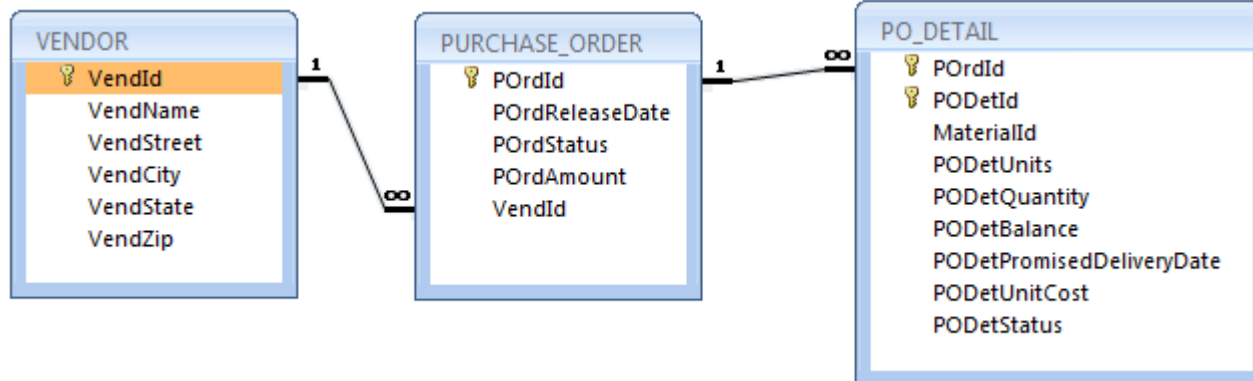 VENDOR
VendId
VendName
VendStreet
VendCity
VendState
VendZip
1
∞
PURCHASE_ORDER
POrdId
POrdReleaseDate
POrdStatus
POrdAmount
VendId
1
∞
PO_DETAIL
POrdId
PODetId
MaterialId
PODetUnits
PODetQuantity
PODetBalance
PODetPromisedDeliveryDate
PODetUnitCost
PODetStatus